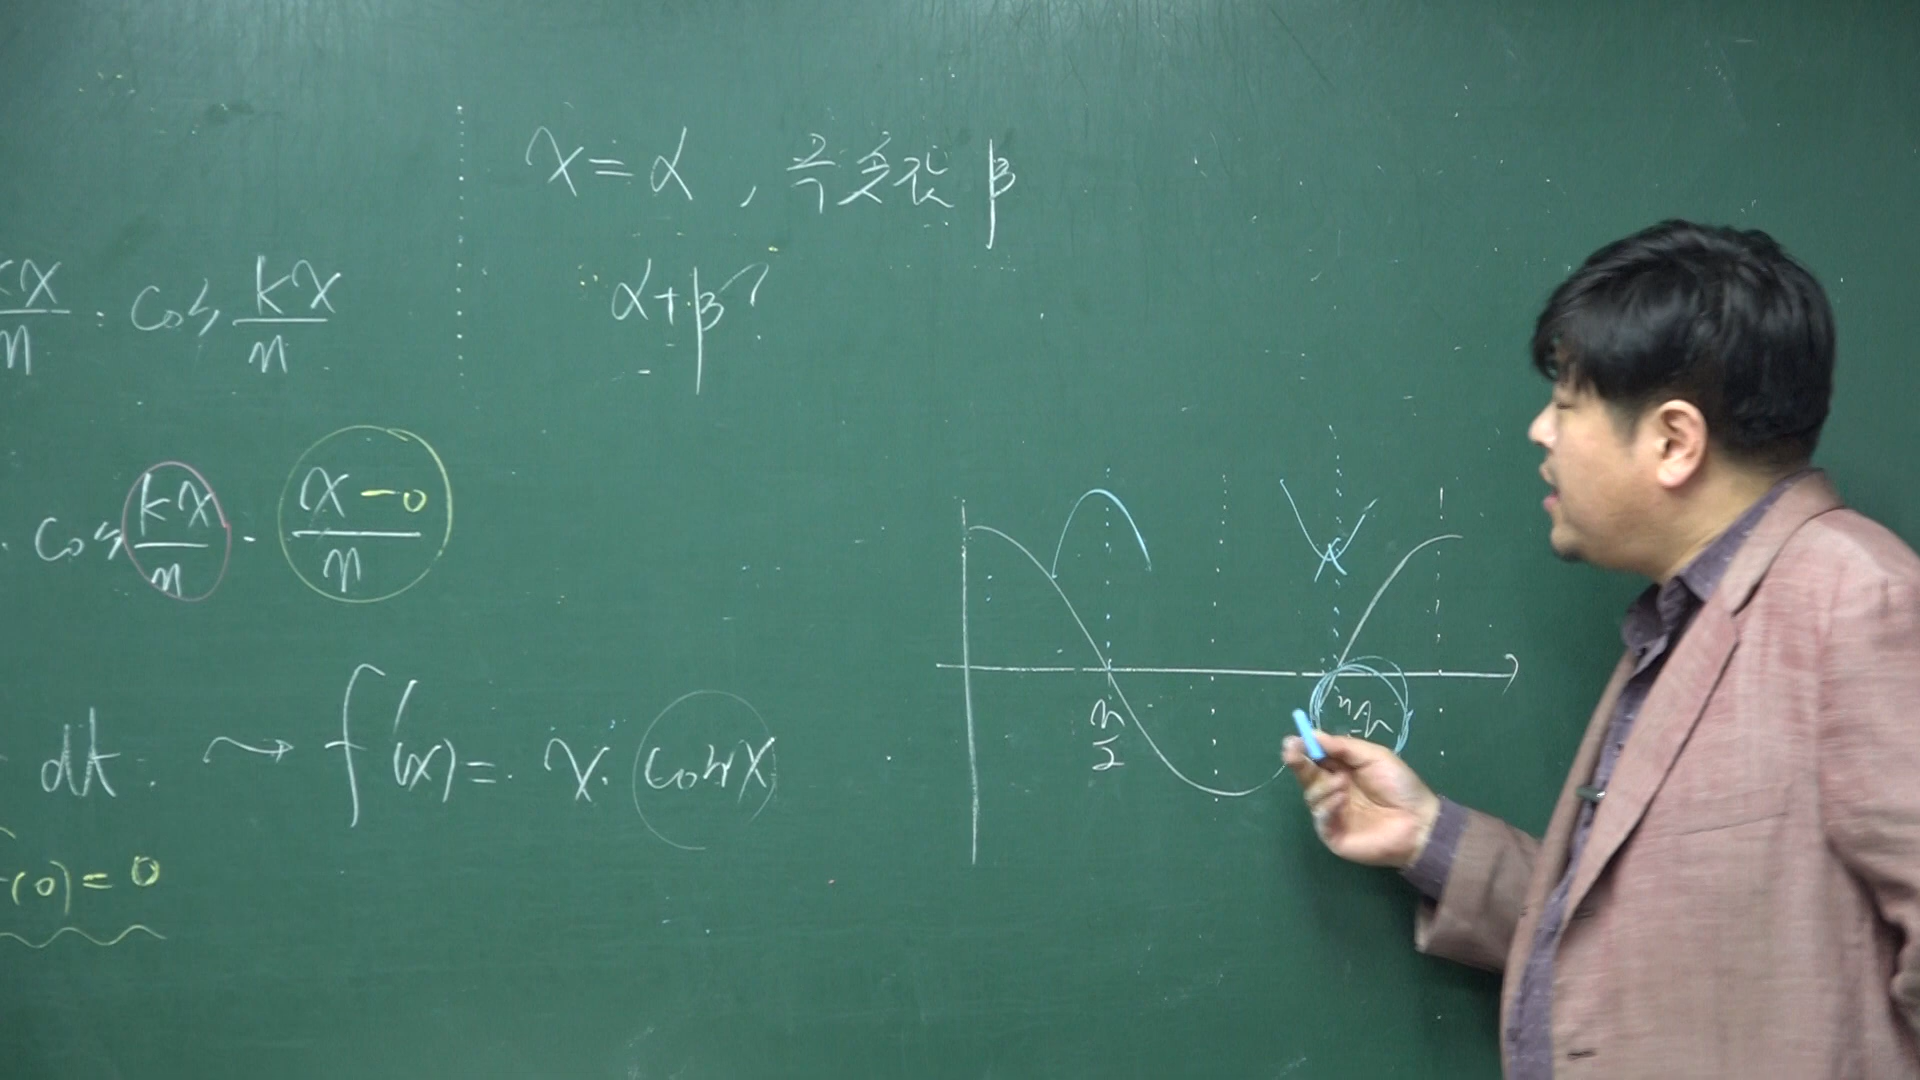 x = α, 극솟값 β
α+β?
kx/n · cos kx/n
· cos kx/n · (x-0)/n
dt. → f'(x) = x · cos x
(0) = 0
π/2